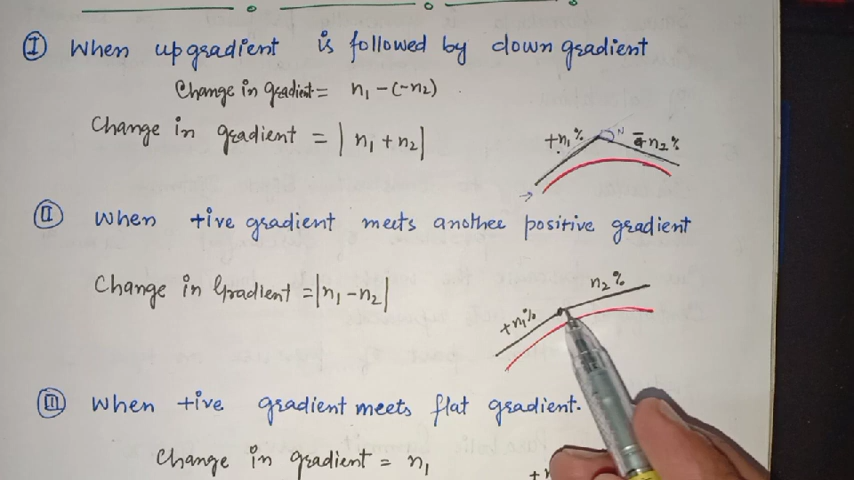 I When upgradient is followed by down gradient
Change in gradient = n1 - (-n2)
Change in gradient = |n1 + n2|
+n1% N -n2%
II When +ive gradient meets another positive gradient
Change in Gradient = |n1 - n2|
+n1% n2%
III When +ive gradient meets flat gradient.
Change in gradient = n1
+n